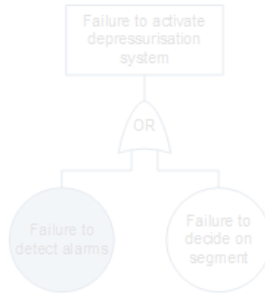 Failure to activate
depressurisation
system
OR
Failure to
detect alarms
Failure to
decide on
segment